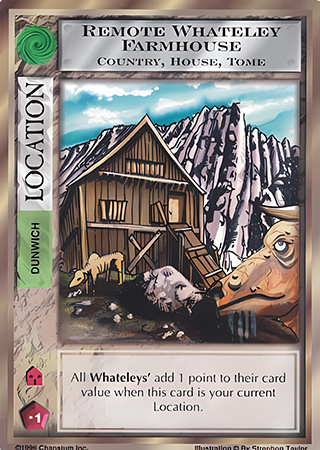 REMOTE WHATELEY
FARMHOUSE
COUNTRY, HOUSE, TOME
LOCATION
DUNWICH
All Whateleys' add 1 point to their card
value when this card is your current
Location.
-1
©1996 Chaosium Inc.
Illustration © By Stephen Taylor